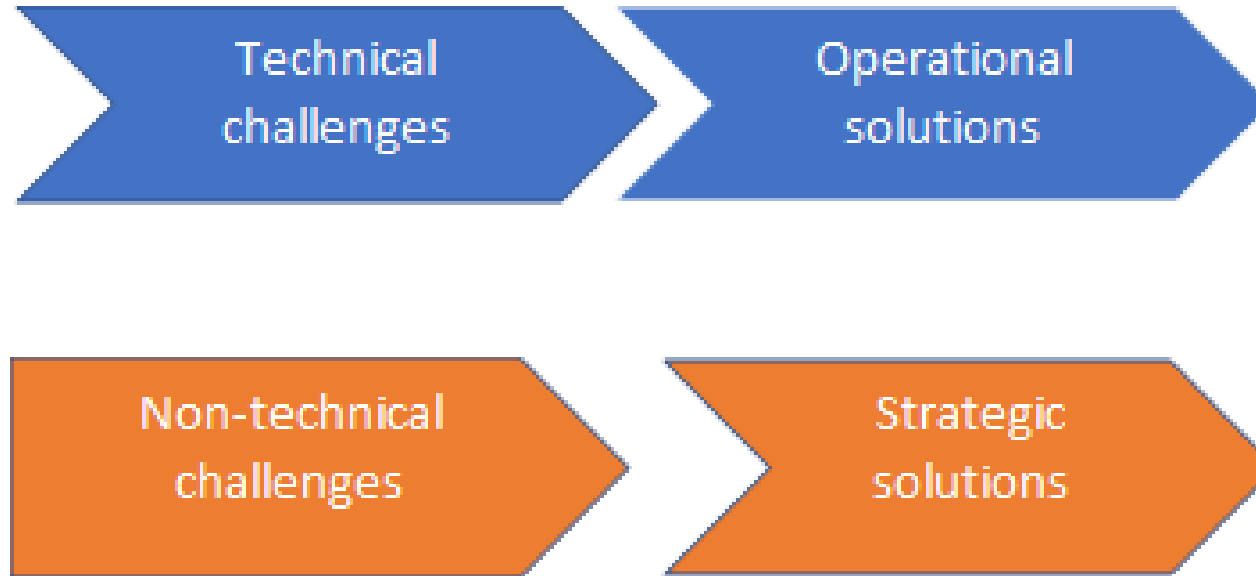 Technical
challenges
Operational
solutions
Non-technical
challenges
Strategic
solutions